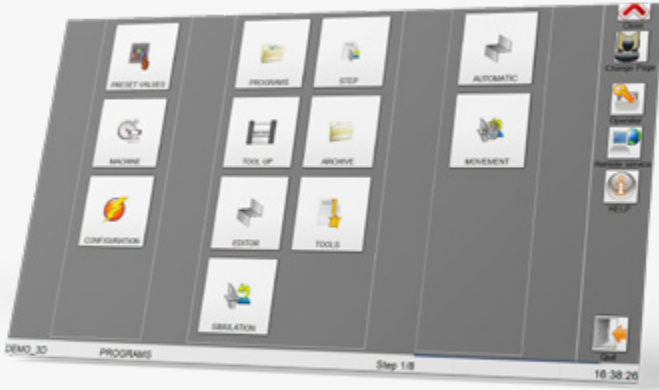 Close
Change Page
PRESET VALUES
PROGRAMS
STEP
AUTOMATIC
Operator
MACHINE
TOOL UP
ARCHIVE
MOVEMENT
Remote service
HELP
CONFIGURATION
EDITOR
TOOLS
SIMULATION
Quit
DEMO_3D
PROGRAMS
Step 1/8
16:38:26